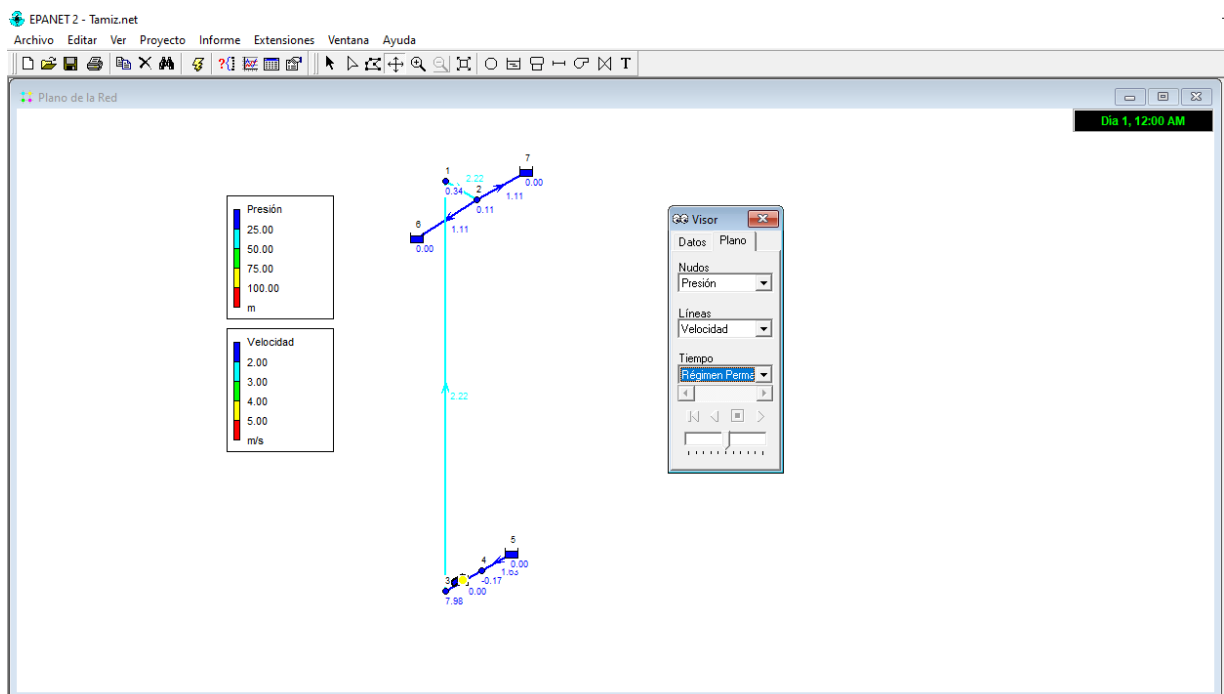 EPANET 2 - Tamiz.net
Archivo Editar Ver Proyecto Informe Extensiones Ventana Ayuda
T
Plano de la Red
Dia 1, 12:00 AM
Presión
25.00
50.00
75.00
100.00
m
Velocidad
2.00
3.00
4.00
5.00
m/s
7
1
2.22
0.00
0.34
2
1.11
0.11
6
1.11
0.00
2.22
5
4
0.00
1.63
3
-0.17
0.00
7.98
Visor
Datos Plano
Nudos
Presión
Líneas
Velocidad
Tiempo
Régimen Perma